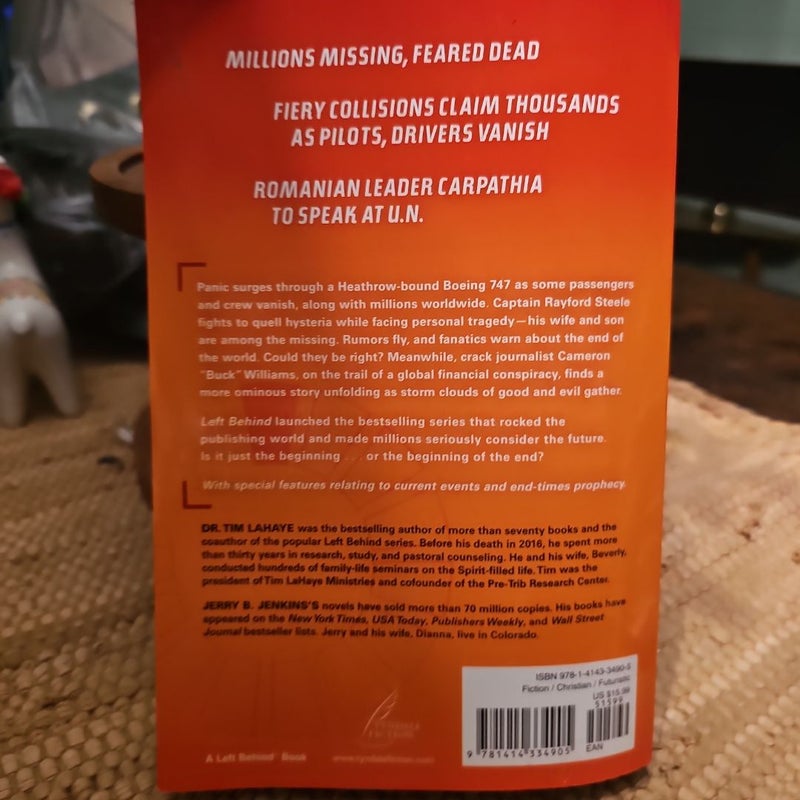 MILLIONS MISSING, FEARED DEAD
FIERY COLLISIONS CLAIM THOUSANDS
AS PILOTS, DRIVERS VANISH
ROMANIAN LEADER CARPATHIA
TO SPEAK AT U.N.
Panic surges through a Heathrow-bound Boeing 747 as some passengers
and crew vanish, along with millions worldwide. Captain Rayford Steele
fights to quell hysteria while facing personal tragedy—his wife and son
are among the missing. Rumors fly, and fanatics warn about the end of
the world. Could they be right? Meanwhile, crack journalist Cameron
"Buck" Williams, on the trail of a global financial conspiracy, finds a
more ominous story unfolding as storm clouds of good and evil gather.
Left Behind launched the bestselling series that rocked the
publishing world and made millions seriously consider the future.
Is it just the beginning . . . or the beginning of the end?
With special features relating to current events and end-times prophecy.
DR. TIM LAHAYE was the bestselling author of more than seventy books and the
coauthor of the popular Left Behind series. Before his death in 2016, he spent more
than thirty years in research, study, and pastoral counseling. He and his wife, Beverly,
conducted hundreds of family-life seminars on the Spirit-filled life. Tim was the
president of Tim LaHaye Ministries and cofounder of the Pre-Trib Research Center.
JERRY B. JENKINS'S novels have sold more than 70 million copies. His books have
appeared on the New York Times, USA Today, Publishers Weekly, and Wall Street
Journal bestseller lists. Jerry and his wife, Dianna, live in Colorado.
ISBN 978-1-4143-3490-5
Fiction / Christian / Futuristic
US $15.99
51599
9 781414 334905
EAN
FICTION
A Left Behind™ Book